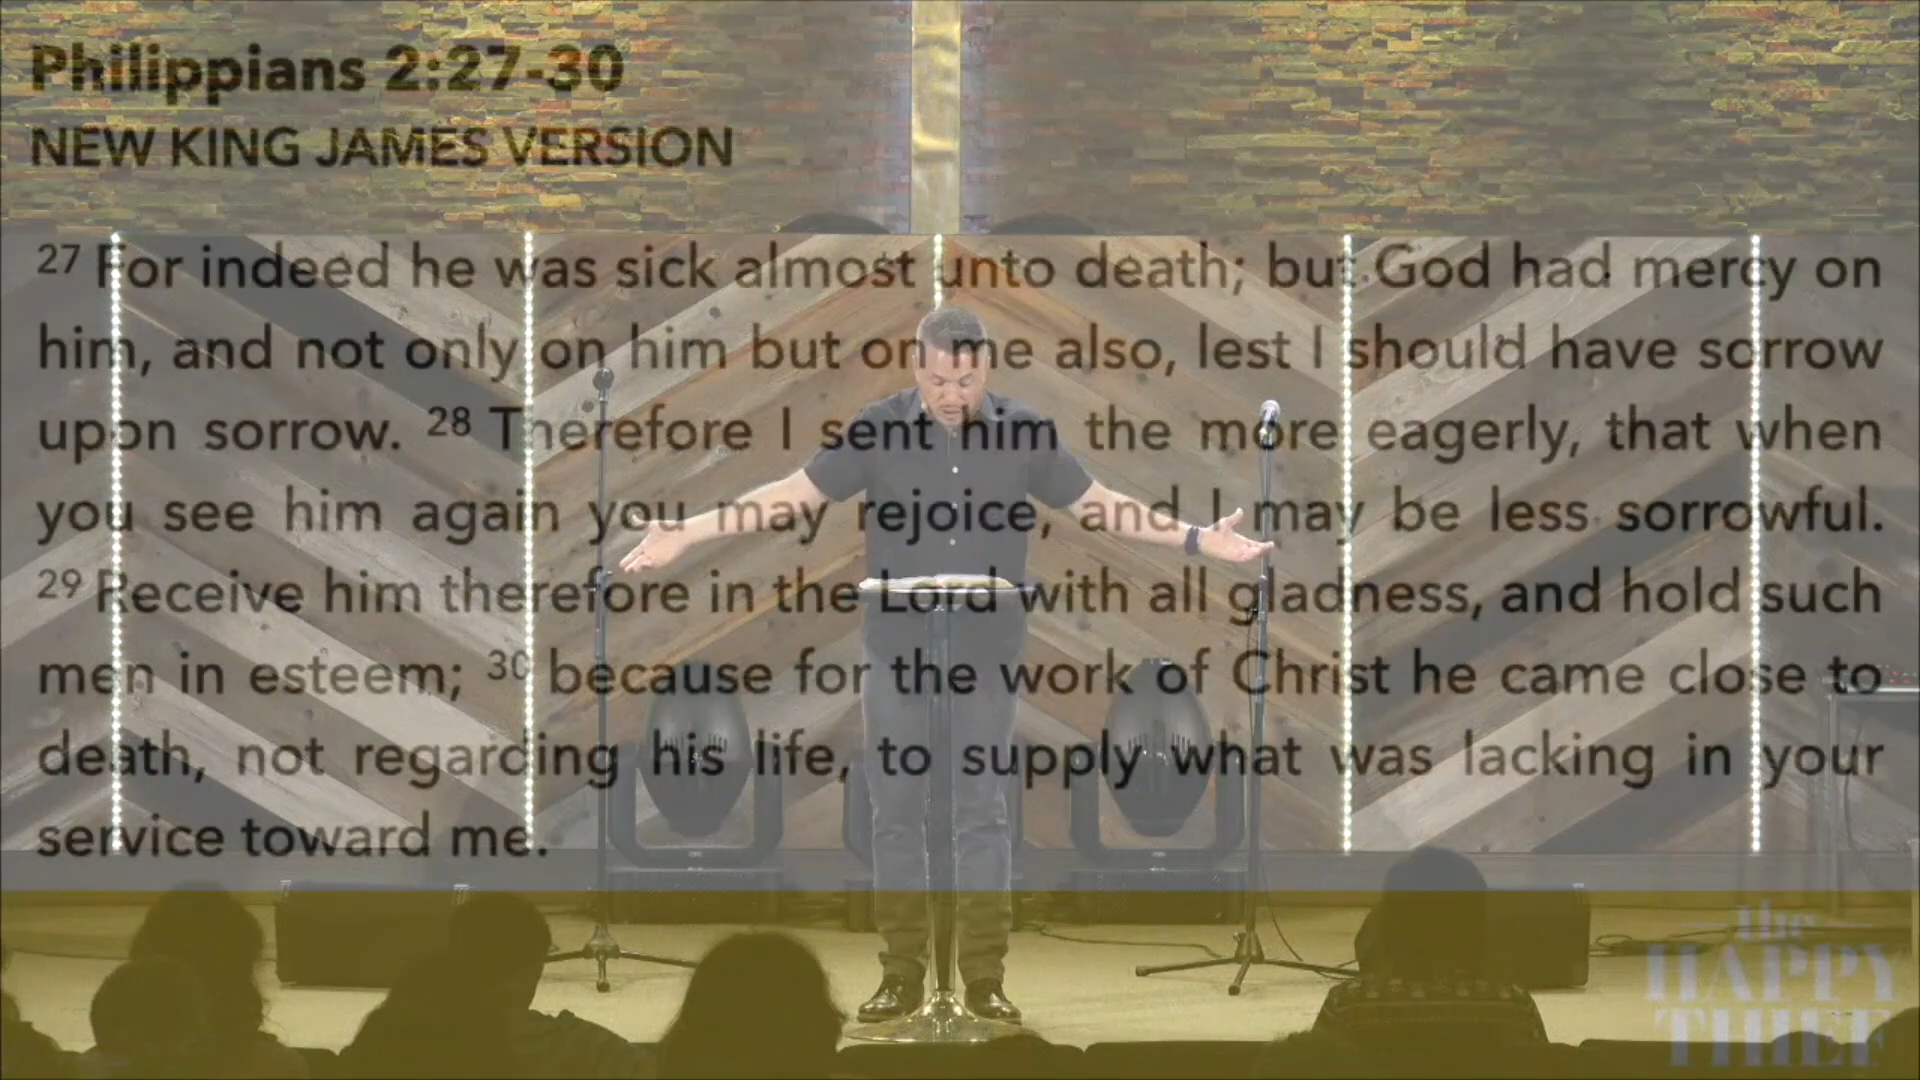 Philippians 2:27-30
NEW KING JAMES VERSION
27 For indeed he was sick almost unto death; but God had mercy on
him, and not only on him but on me also, lest I should have sorrow
upon sorrow. 28 Therefore I sent him the more eagerly, that when
you see him again you may rejoice, and I may be less sorrowful.
29 Receive him therefore in the Lord with all gladness, and hold such
men in esteem; 30 because for the work of Christ he came close to
death, not regarding his life, to supply what was lacking in your
service toward me.
the
HAPPY
THIEF